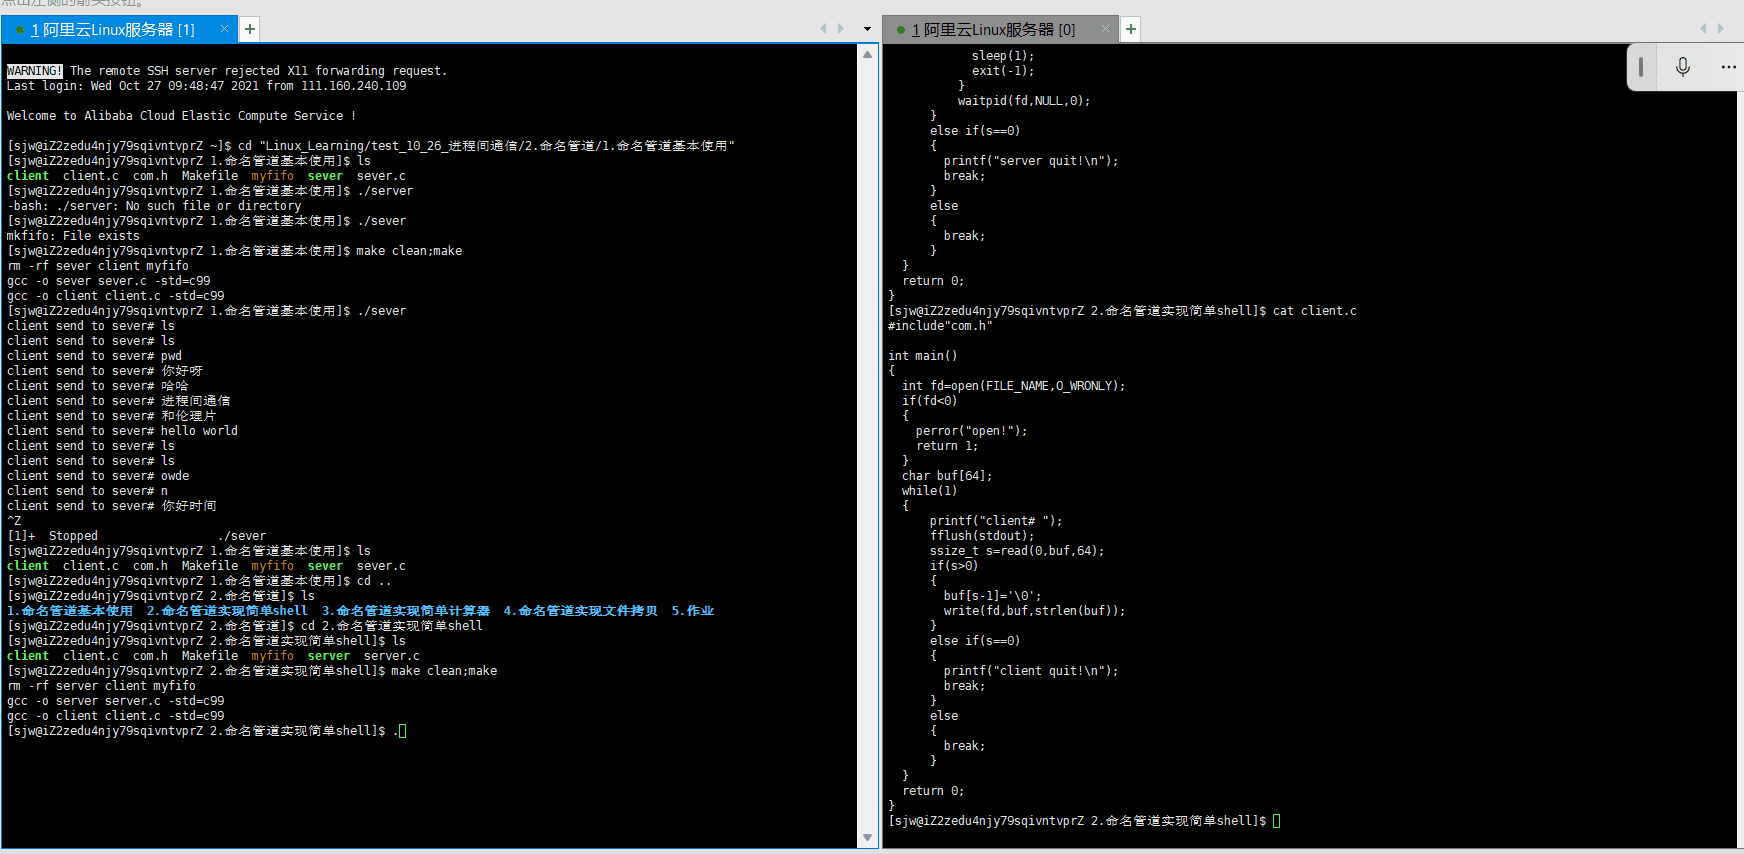 点击左侧的箭头按钮。
1 阿里云Linux服务器 [1]
WARNING! The remote SSH server rejected X11 forwarding request.
Last login: Wed Oct 27 09:48:47 2021 from 111.160.240.109
Welcome to Alibaba Cloud Elastic Compute Service !
[sjw@iZ2zedu4njy79sqivntvprZ ~]$ cd "Linux_Learning/test_10_26_进程间通信/2.命名管道/1.命名管道基本使用"
[sjw@iZ2zedu4njy79sqivntvprZ 1.命名管道基本使用]$ ls
client  client.c  com.h  Makefile  myfifo  sever  sever.c
[sjw@iZ2zedu4njy79sqivntvprZ 1.命名管道基本使用]$ ./server
-bash: ./server: No such file or directory
[sjw@iZ2zedu4njy79sqivntvprZ 1.命名管道基本使用]$ ./sever
mkfifo: File exists
[sjw@iZ2zedu4njy79sqivntvprZ 1.命名管道基本使用]$ make clean;make
rm -rf sever client myfifo
gcc -o sever sever.c -std=c99
gcc -o client client.c -std=c99
[sjw@iZ2zedu4njy79sqivntvprZ 1.命名管道基本使用]$ ./sever
client send to sever# ls
client send to sever# ls
client send to sever# pwd
client send to sever# 你好呀
client send to sever# 哈哈
client send to sever# 进程间通信
client send to sever# 和伦理片
client send to sever# hello world
client send to sever# ls
client send to sever# ls
client send to sever# owde
client send to sever# n
client send to sever# 你好时间
^Z
[1]+  Stopped                 ./sever
[sjw@iZ2zedu4njy79sqivntvprZ 1.命名管道基本使用]$ ls
client  client.c  com.h  Makefile  myfifo  sever  sever.c
[sjw@iZ2zedu4njy79sqivntvprZ 1.命名管道基本使用]$ cd ..
[sjw@iZ2zedu4njy79sqivntvprZ 2.命名管道]$ ls
1.命名管道基本使用  2.命名管道实现简单shell  3.命名管道实现简单计算器  4.命名管道实现文件拷贝  5.作业
[sjw@iZ2zedu4njy79sqivntvprZ 2.命名管道]$ cd 2.命名管道实现简单shell
[sjw@iZ2zedu4njy79sqivntvprZ 2.命名管道实现简单shell]$ ls
client  client.c  com.h  Makefile  myfifo  server  server.c
[sjw@iZ2zedu4njy79sqivntvprZ 2.命名管道实现简单shell]$ make clean;make
rm -rf server client myfifo
gcc -o server server.c -std=c99
gcc -o client client.c -std=c99
[sjw@iZ2zedu4njy79sqivntvprZ 2.命名管道实现简单shell]$ .
1 阿里云Linux服务器 [0]
            sleep(1);
            exit(-1);
          }
          waitpid(fd,NULL,0);
      }
      else if(s==0)
      {
        printf("server quit!\n");
        break;
      }
      else
      {
        break;
      }
  }
  return 0;
}
[sjw@iZ2zedu4njy79sqivntvprZ 2.命名管道实现简单shell]$ cat client.c
#include"com.h"
int main()
{
  int fd=open(FILE_NAME,O_WRONLY);
  if(fd<0)
  {
    perror("open!");
    return 1;
  }
  char buf[64];
  while(1)
  {
      printf("client# ");
      fflush(stdout);
      ssize_t s=read(0,buf,64);
      if(s>0)
      {
        buf[s-1]='\0';
        write(fd,buf,strlen(buf));
      }
      else if(s==0)
      {
        printf("client quit!\n");
        break;
      }
      else
      {
        break;
      }
  }
  return 0;
}
[sjw@iZ2zedu4njy79sqivntvprZ 2.命名管道实现简单shell]$